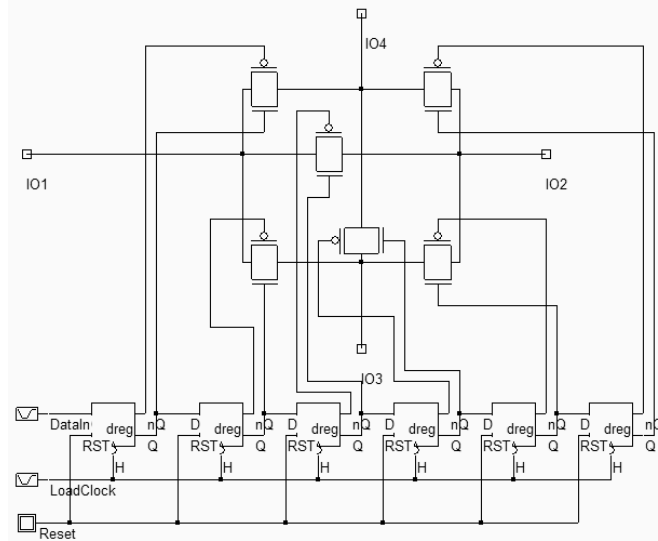 IO4
IO1
IO2
IO3
DataIn dreg nQ D dreg nQ D dreg nQ D dreg nQ D dreg nQ D dreg nQ
RST Q RST Q RST Q RST Q RST Q RST Q
H H H H H H
LoadClock
Reset